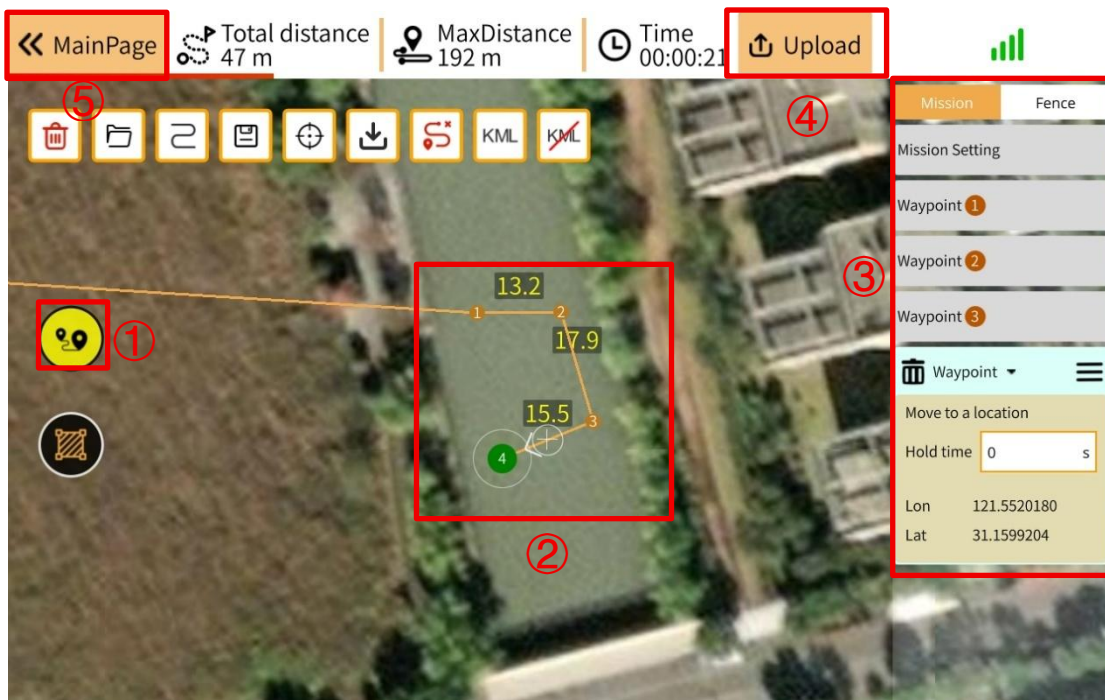 MainPage
Total distance
47 m
MaxDistance
192 m
Time
00:00:21
Upload
⑤
④
KML
KML
Mission Fence
Mission Setting
Waypoint 1
Waypoint 2
③
Waypoint 3
13.2
1
2
17.9
①
15.5
3
4
②
Waypoint
Move to a location
Hold time 0 s
Lon 121.5520180
Lat 31.1599204